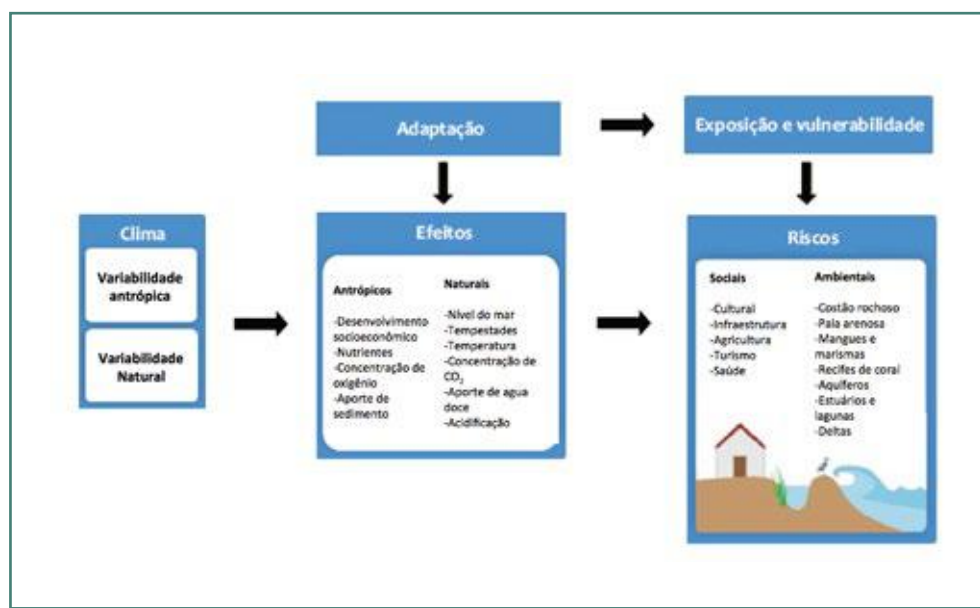 Adaptação
Exposição e vulnerabilidade
Clima
Variabilidade
antrópica
Variabilidade
Natural
Efeitos
Antrópicos
-Desenvolvimento
socioeconômico
-Nutrientes
-Concentração de
oxigênio
-Aporte de
sedimento
Naturais
-Nível do mar
-Tempestades
-Temperatura
-Concentração de
CO₂
-Aporte de agua
doce
-Acidificação
Riscos
Sociais
-Cultural
-Infraestrutura
-Agricultura
-Turismo
-Saúde
Ambientais
-Costão rochoso
-Paia arenosa
-Mangues e
marismas
-Recifes de coral
-Aquíferos
-Estuários e
lagunas
-Deltas